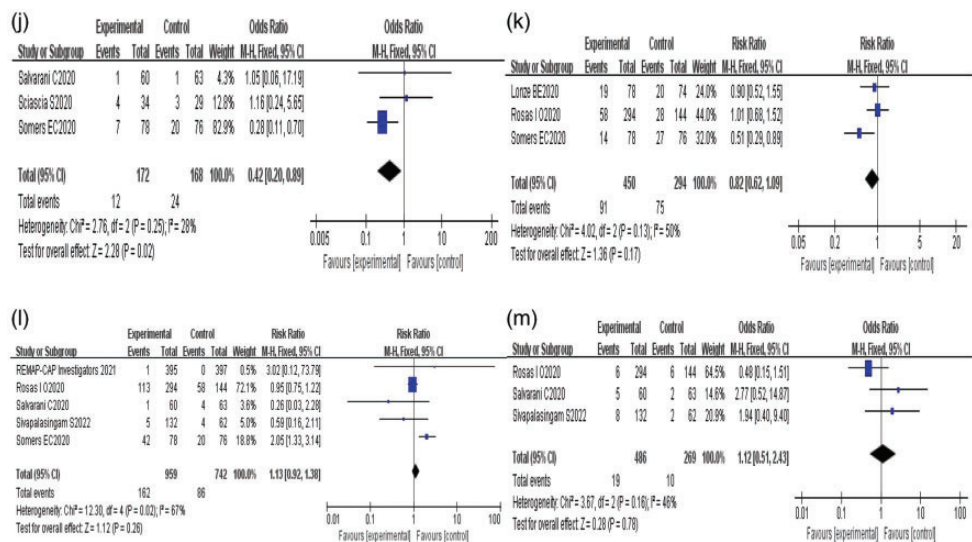 (j)
Experimental Control Odds Ratio Odds Ratio
Study or Subgroup Events Total Events Total Weight M-H, Fixed, 95% CI M-H, Fixed, 95% CI
Salvarani C2020 1 60 1 63 4.3% 1.05 [0.06, 17.19]
Sciascia S2020 4 34 3 29 12.8% 1.16 [0.24, 5.65]
Somers EC2020 7 78 20 76 82.9% 0.28 [0.11, 0.70]
Total (95% CI) 172 168 100.0% 0.42 [0.20, 0.89]
Total events 12 24
Heterogeneity: Chi² = 2.76, df = 2 (P = 0.25); I² = 28%
Test for overall effect: Z = 2.28 (P = 0.02)
0.005 0.1 1 10 200
Favours [experimental] Favours [control]
(k)
Experimental Control Risk Ratio Risk Ratio
Study or Subgroup Events Total Events Total Weight M-H, Fixed, 95% CI M-H, Fixed, 95% CI
Lonze BE2020 19 78 20 74 24.0% 0.90 [0.52, 1.55]
Rosas I O2020 58 294 28 144 44.0% 1.01 [0.68, 1.52]
Somers EC2020 14 78 27 76 32.0% 0.51 [0.29, 0.89]
Total (95% CI) 450 294 100.0% 0.82 [0.62, 1.09]
Total events 91 75
Heterogeneity: Chi² = 4.02, df = 2 (P = 0.13); I² = 50%
Test for overall effect: Z = 1.36 (P = 0.17)
0.05 0.2 1 5 20
Favours [experimental] Favours [control]
(l)
Experimental Control Risk Ratio Risk Ratio
Study or Subgroup Events Total Events Total Weight M-H, Fixed, 95% CI M-H, Fixed, 95% CI
REMAP-CAP Investigators 2021 1 395 0 397 0.6% 3.02 [0.12, 73.79]
Rosas I O2020 113 294 58 144 72.1% 0.95 [0.75, 1.22]
Salvarani C2020 1 60 4 63 3.6% 0.26 [0.03, 2.28]
Sivapalasingam S2022 5 132 4 62 5.0% 0.59 [0.16, 2.11]
Somers EC2020 42 78 20 76 18.8% 2.05 [1.33, 3.14]
Total (95% CI) 959 742 100.0% 1.13 [0.92, 1.38]
Total events 162 86
Heterogeneity: Chi² = 12.30, df = 4 (P = 0.02); I² = 67%
Test for overall effect: Z = 1.12 (P = 0.26)
0.01 0.1 1 10 100
Favours [experimental] Favours [control]
(m)
Experimental Control Odds Ratio Odds Ratio
Study or Subgroup Events Total Events Total Weight M-H, Fixed, 95% CI M-H, Fixed, 95% CI
Rosas I O2020 6 294 6 144 64.5% 0.48 [0.15, 1.51]
Salvarani C2020 5 60 2 63 14.6% 2.77 [0.52, 14.87]
Sivapalasingam S2022 8 132 2 62 20.9% 1.94 [0.40, 9.40]
Total (95% CI) 486 269 100.0% 1.12 [0.51, 2.43]
Total events 19 10
Heterogeneity: Chi² = 3.67, df = 2 (P = 0.16); I² = 46%
Test for overall effect: Z = 0.28 (P = 0.78)
0.01 0.1 1 10 100
Favours [experimental] Favours [control]